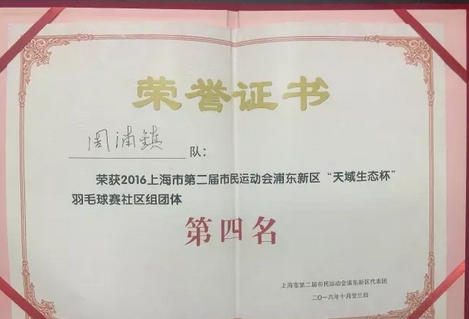 荣誉证书
周浦鎮 队：
荣获2016上海市第二届市民运动会浦东新区“天域生态杯”
羽毛球赛社区组团体
第四名
上海市第二届市民运动会浦东新区代表团
二〇一六年十月廿三日